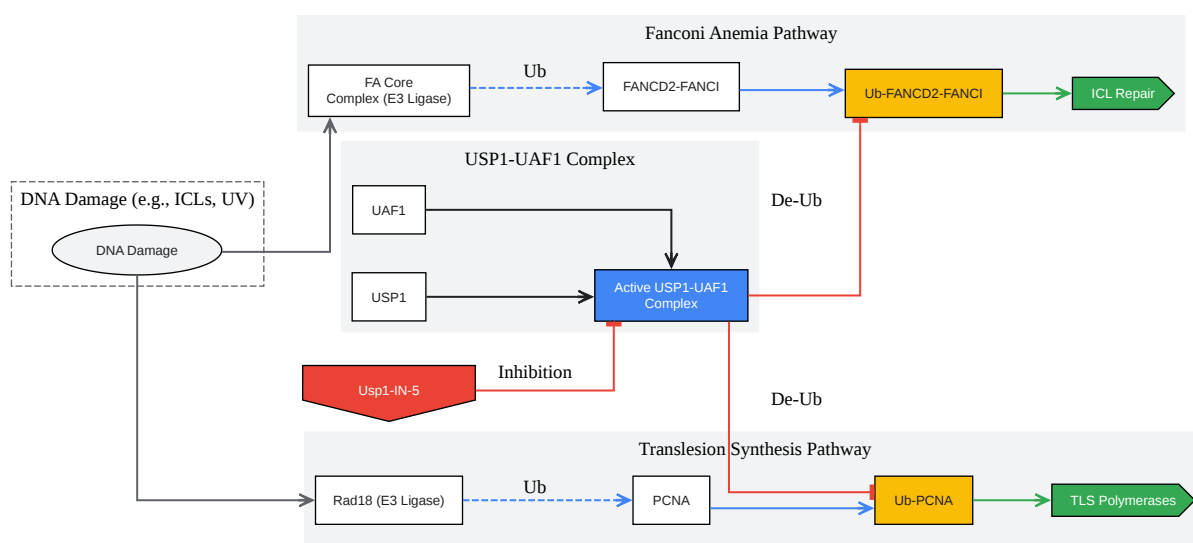 Fanconi Anemia Pathway
FA Core
Complex (E3 Ligase)
Ub
FANCD2-FANCI
Ub-FANCD2-FANCI
ICL Repair
USP1-UAF1 Complex
DNA Damage (e.g., ICLs, UV)
DNA Damage
UAF1
De-Ub
USP1
Active USP1-UAF1
Complex
Inhibition
Usp1-IN-5
De-Ub
Translesion Synthesis Pathway
Rad18 (E3 Ligase)
Ub
PCNA
Ub-PCNA
TLS Polymerases